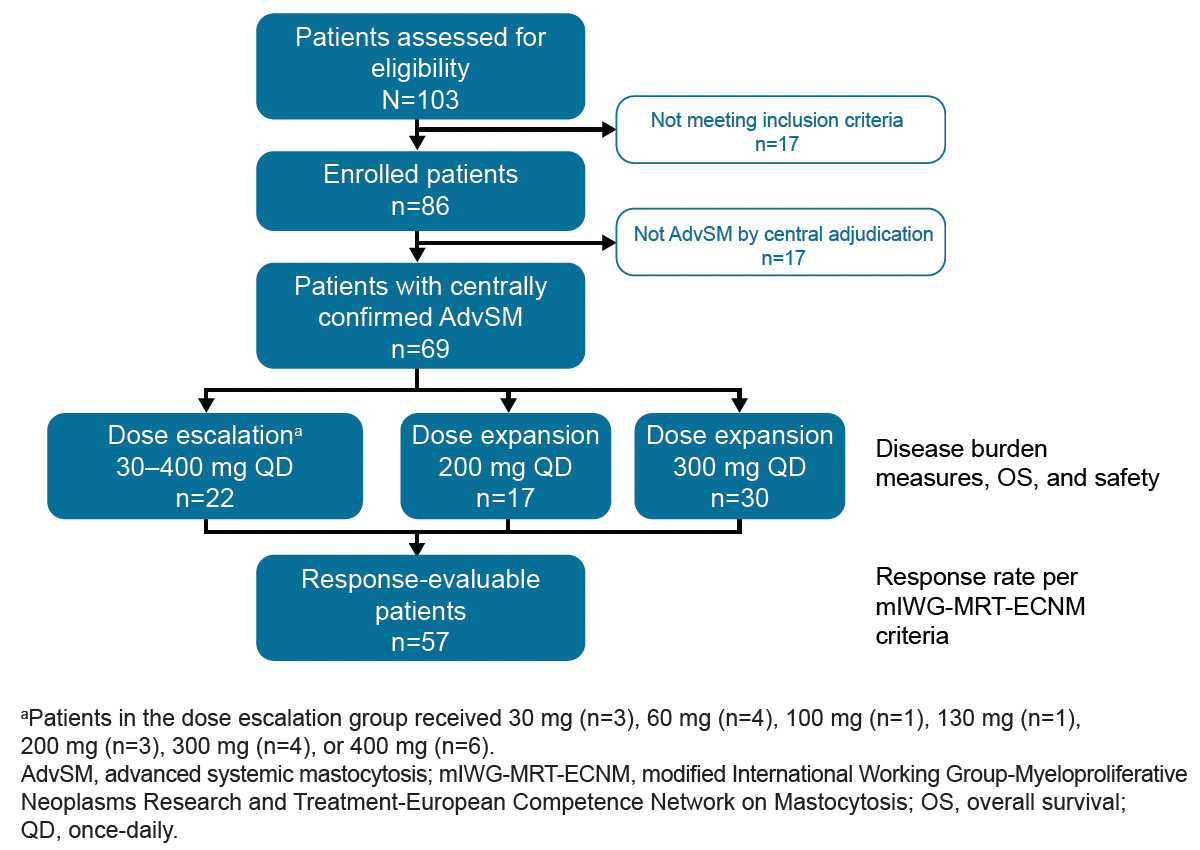 Patients assessed for
eligibility
N=103
Not meeting inclusion criteria
n=17
Enrolled patients
n=86
Not AdvSM by central adjudication
n=17
Patients with centrally
confirmed AdvSM
n=69
Dose escalationᵃ
30–400 mg QD
n=22
Dose expansion
200 mg QD
n=17
Dose expansion
300 mg QD
n=30
Disease burden
measures, OS, and safety
Response-evaluable
patients
n=57
Response rate per
mIWG-MRT-ECNM
criteria
ᵃPatients in the dose escalation group received 30 mg (n=3), 60 mg (n=4), 100 mg (n=1), 130 mg (n=1),
200 mg (n=3), 300 mg (n=4), or 400 mg (n=6).
AdvSM, advanced systemic mastocytosis; mIWG-MRT-ECNM, modified International Working Group-Myeloproliferative
Neoplasms Research and Treatment-European Competence Network on Mastocytosis; OS, overall survival;
QD, once-daily.